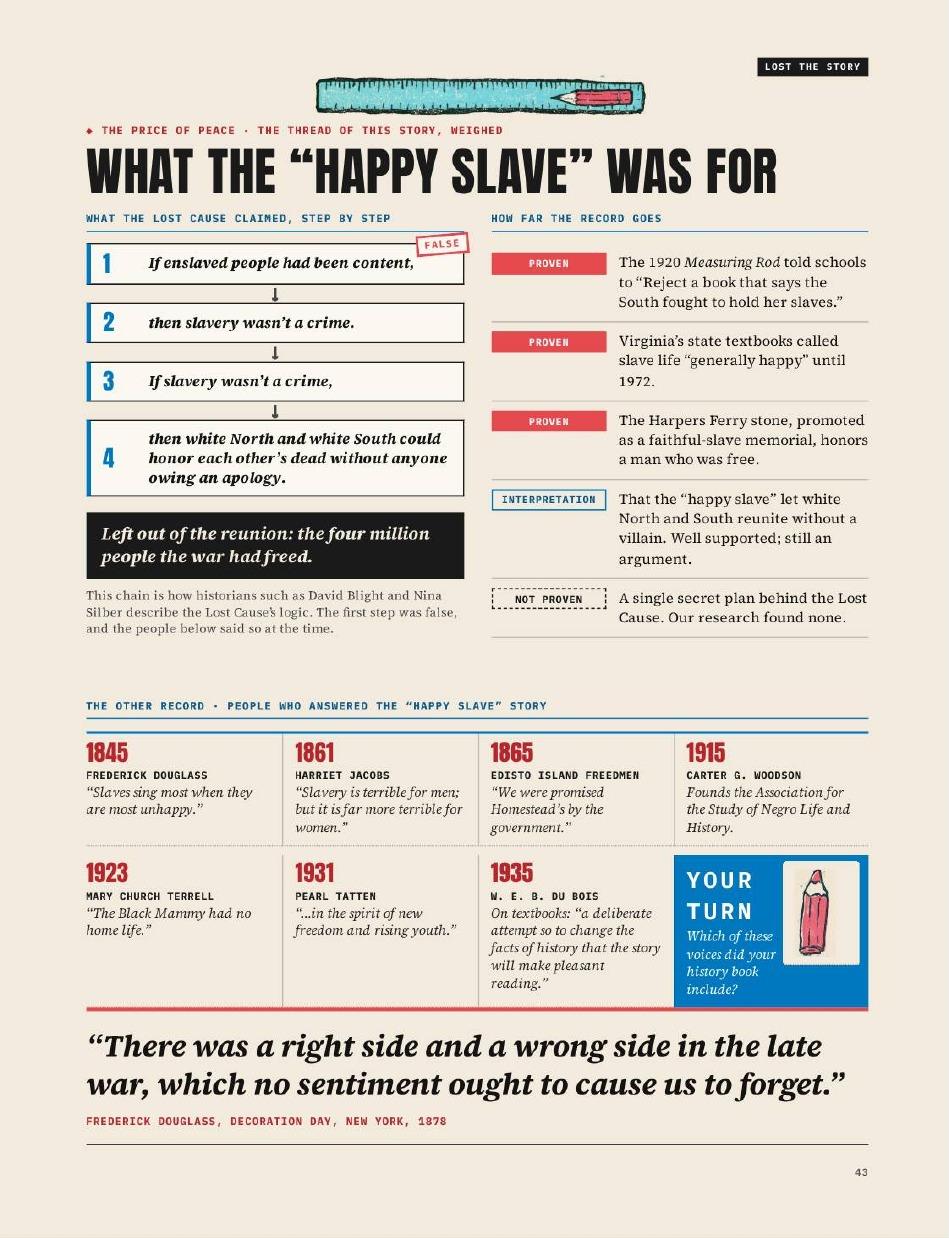 LOST THE STORY
◆ THE PRICE OF PEACE · THE THREAD OF THIS STORY, WEIGHED
WHAT THE “HAPPY SLAVE” WAS FOR
WHAT THE LOST CAUSE CLAIMED, STEP BY STEP
FALSE
1 If enslaved people had been content,
↓
2 then slavery wasn’t a crime.
↓
3 If slavery wasn’t a crime,
↓
4 then white North and white South could
honor each other’s dead without anyone
owing an apology.
Left out of the reunion: the four million
people the war had freed.
This chain is how historians such as David Blight and Nina
Silber describe the Lost Cause’s logic. The first step was false,
and the people below said so at the time.
HOW FAR THE RECORD GOES
PROVEN
The 1920 Measuring Rod told schools
to “Reject a book that says the
South fought to hold her slaves.”
PROVEN
Virginia’s state textbooks called
slave life “generally happy” until
1972.
PROVEN
The Harpers Ferry stone, promoted
as a faithful-slave memorial, honors
a man who was free.
INTERPRETATION
That the “happy slave” let white
North and South reunite without a
villain. Well supported; still an
argument.
NOT PROVEN
A single secret plan behind the Lost
Cause. Our research found none.
THE OTHER RECORD · PEOPLE WHO ANSWERED THE “HAPPY SLAVE” STORY
1845
FREDERICK DOUGLASS
“Slaves sing most when they
are most unhappy.”
1861
HARRIET JACOBS
“Slavery is terrible for men;
but it is far more terrible for
women.”
1865
EDISTO ISLAND FREEDMEN
“We were promised
Homestead’s by the
government.”
1915
CARTER G. WOODSON
Founds the Association for
the Study of Negro Life and
History.
1923
MARY CHURCH TERRELL
“The Black Mammy had no
home life.”
1931
PEARL TATTEN
“...in the spirit of new
freedom and rising youth.”
1935
W. E. B. DU BOIS
On textbooks: “a deliberate
attempt so to change the
facts of history that the story
will make pleasant
reading.”
YOUR
TURN
Which of these
voices did your
history book
include?
“There was a right side and a wrong side in the late
war, which no sentiment ought to cause us to forget.”
FREDERICK DOUGLASS, DECORATION DAY, NEW YORK, 1878
43